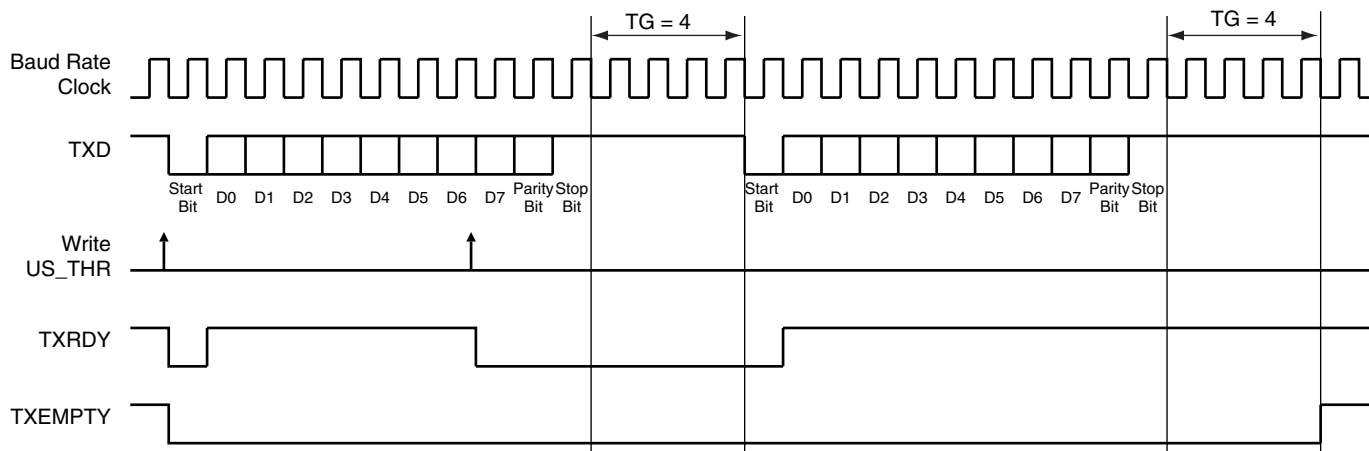 TG = 4
TG = 4
Baud Rate
Clock
TXD
Start
Bit
D0
D1
D2
D3
D4
D5
D6
D7
Parity
Bit
Stop
Bit
Start
Bit
D0
D1
D2
D3
D4
D5
D6
D7
Parity
Bit
Stop
Bit
Write
US_THR
TXRDY
TXEMPTY